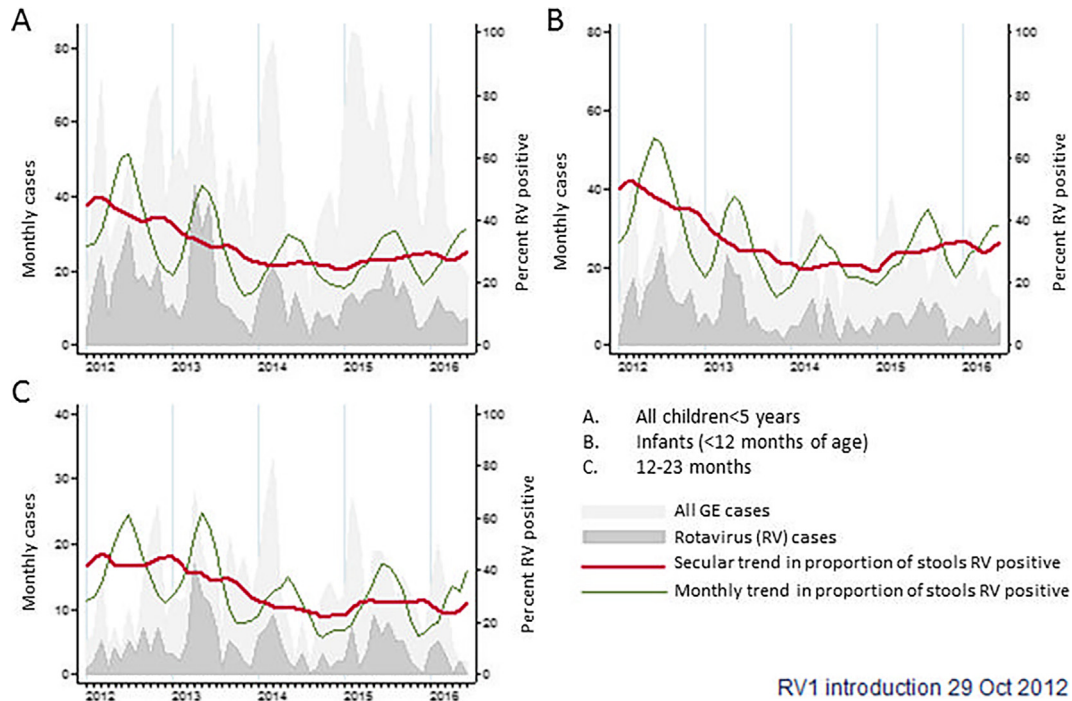 A
B
Monthly cases
80
60
40
20
0
100
80
60
40
20
0
Percent RV positive
2012 2013 2014 2015 2016
Monthly cases
80
60
40
20
0
100
80
60
40
20
0
Percent RV positive
2012 2013 2014 2015 2016
C
Monthly cases
40
30
20
10
0
100
80
60
40
20
0
Percent RV positive
2012 2013 2014 2015 2016
A. All children<5 years
B. Infants (<12 months of age)
C. 12-23 months
All GE cases
Rotavirus (RV) cases
Secular trend in proportion of stools RV positive
Monthly trend in proportion of stools RV positive
RV1 introduction 29 Oct 2012